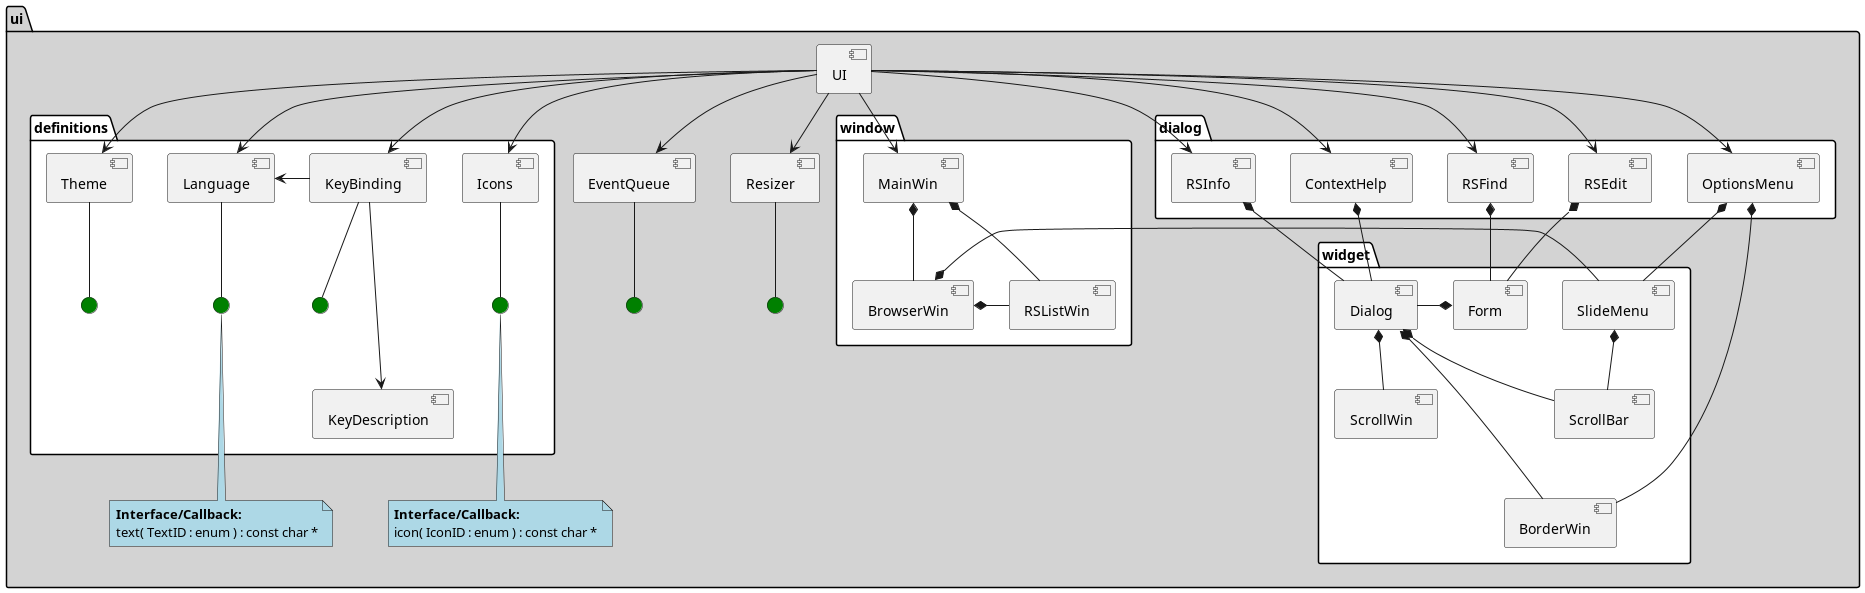 ui
UI
definitions
window
dialog
Theme
Language
KeyBinding
Icons
EventQueue
Resizer
MainWin
RSInfo
ContextHelp
RSFind
RSEdit
OptionsMenu
widget
BrowserWin
RSListWin
Dialog
Form
SlideMenu
KeyDescription
ScrollWin
ScrollBar
Interface/Callback:
text( TextID : enum ) : const char *
Interface/Callback:
icon( IconID : enum ) : const char *
BorderWin